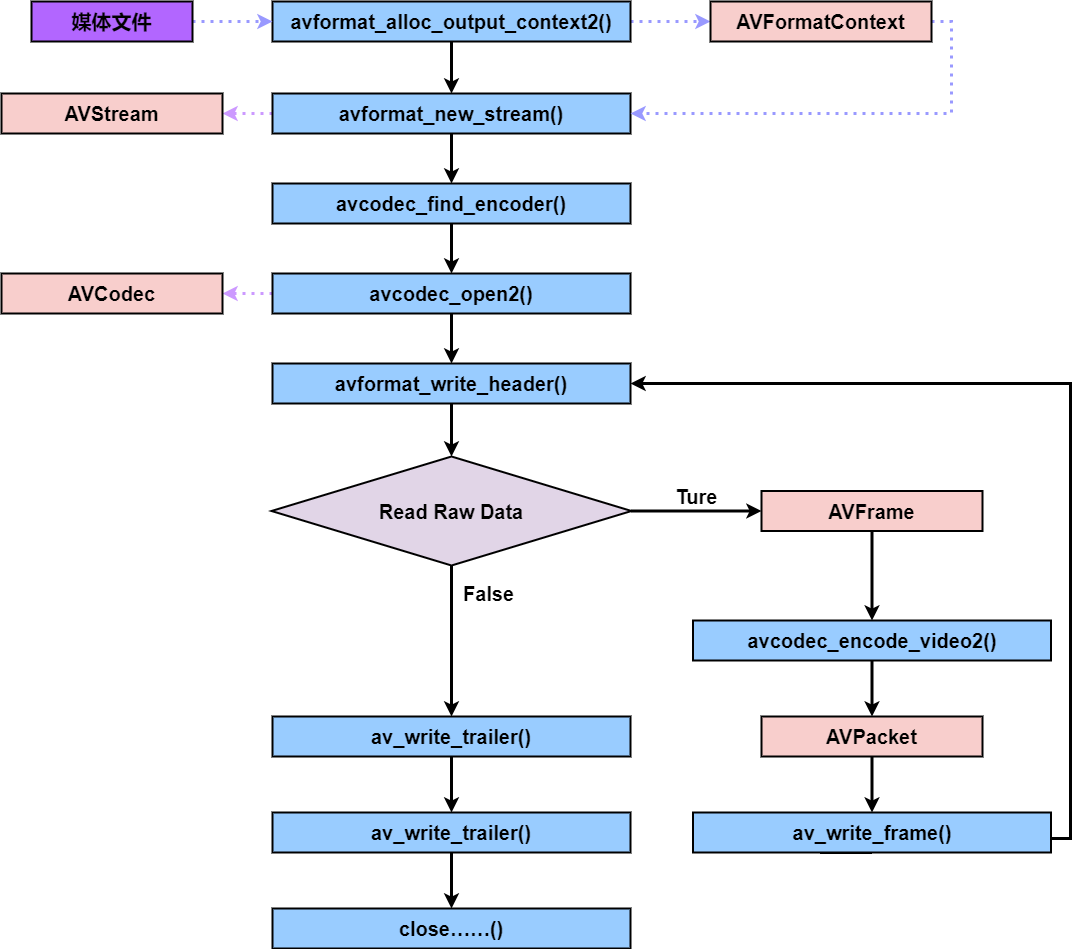 媒体文件
avformat_alloc_output_context2()
AVFormatContext
AVStream
avformat_new_stream()
avcodec_find_encoder()
AVCodec
avcodec_open2()
avformat_write_header()
Read Raw Data
Ture
AVFrame
False
avcodec_encode_video2()
av_write_trailer()
AVPacket
av_write_trailer()
av_write_frame()
close……()